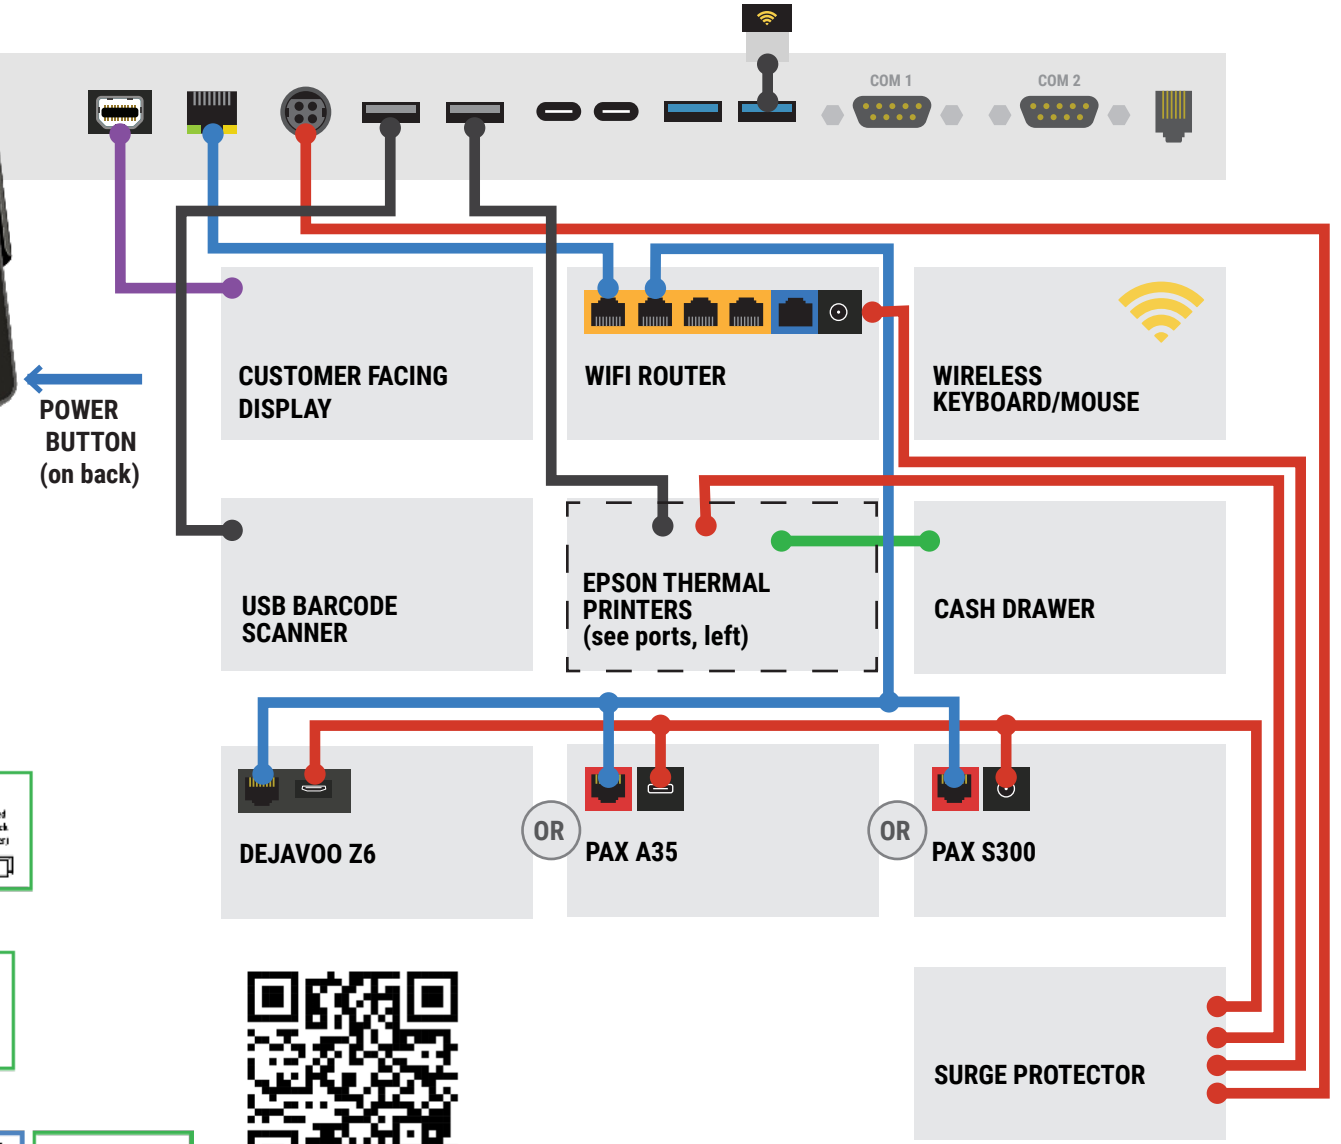 COM 1
COM 2
CUSTOMER FACING
DISPLAY
WIFI ROUTER
WIRELESS
KEYBOARD/MOUSE
POWER
BUTTON
(on back)
USB BARCODE
SCANNER
EPSON THERMAL
PRINTERS
(see ports, left)
CASH DRAWER
DEJAVOO Z6
OR
PAX A35
OR
PAX S300
SURGE PROTECTOR